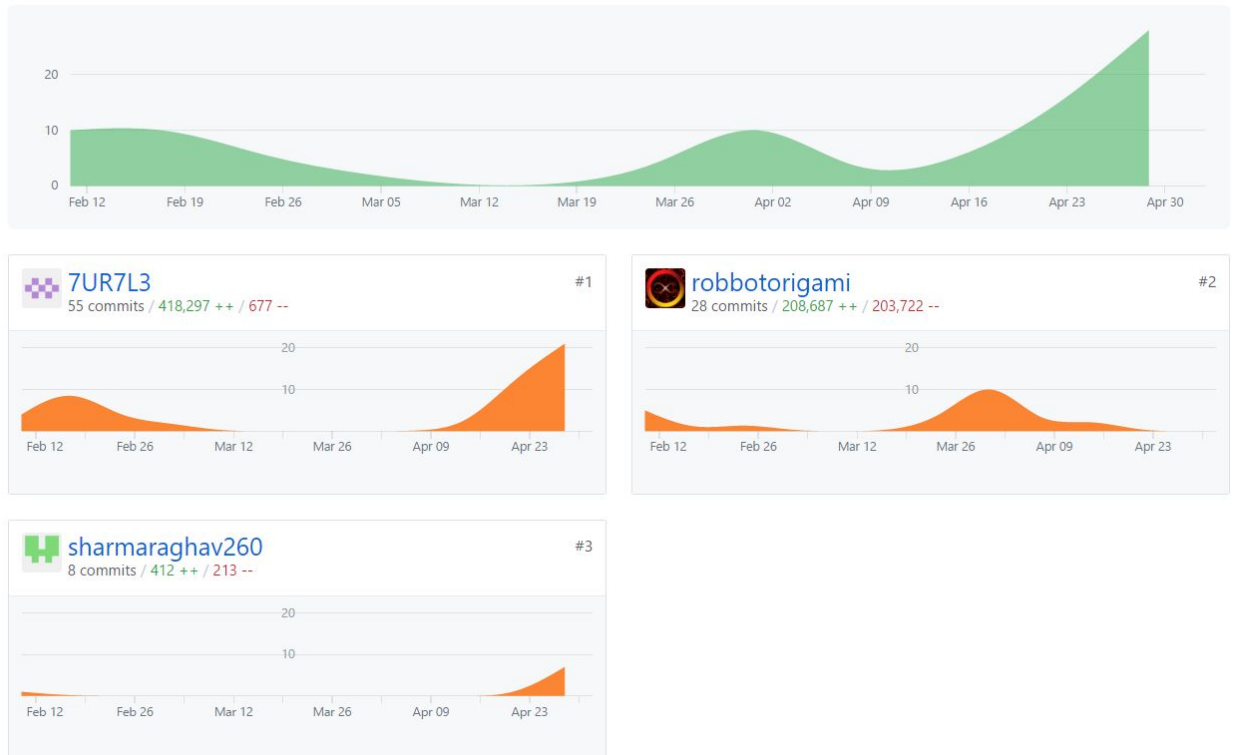 20
10
0
Feb 12 Feb 19 Feb 26 Mar 05 Mar 12 Mar 19 Mar 26 Apr 02 Apr 09 Apr 16 Apr 23 Apr 30
7UR7L3 #1
55 commits / 418,297 ++ / 677 --
20
10
Feb 12 Feb 26 Mar 12 Mar 26 Apr 09 Apr 23
robbotorigami #2
28 commits / 208,687 ++ / 203,722 --
20
10
Feb 12 Feb 26 Mar 12 Mar 26 Apr 09 Apr 23
sharmaraghav260 #3
8 commits / 412 ++ / 213 --
20
10
Feb 12 Feb 26 Mar 12 Mar 26 Apr 09 Apr 23